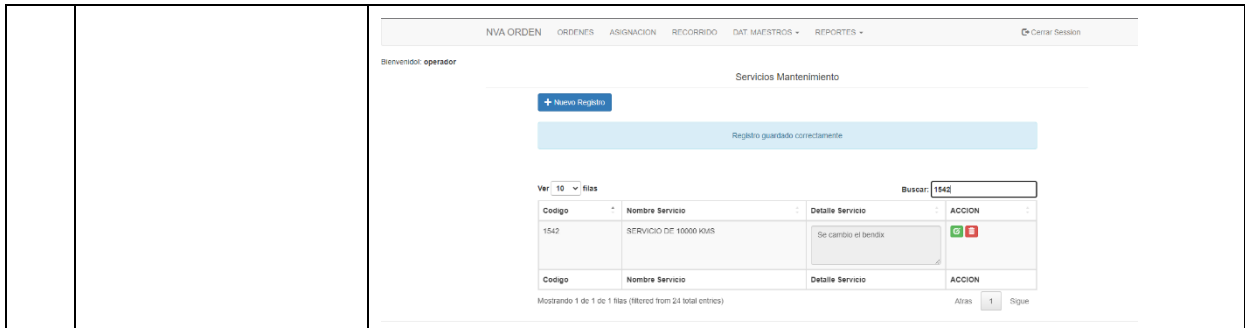 NVA ORDEN ORDENES ASIGNACION RECORRIDO DAT. MAESTROS REPORTES Cerrar Session
Bienvenidol: operador
Servicios Mantenimiento
+ Nuevo Registro
Registro guardado correctamente
Ver 10 filas Buscar: 1542
Codigo Nombre Servicio Detalle Servicio ACCION
1542 SERVICIO DE 10000 KMS Se cambio el bendix
Codigo Nombre Servicio Detalle Servicio ACCION
Mostrando 1 de 1 de 1 filas (filtered from 24 total entries) Atras 1 Sigue